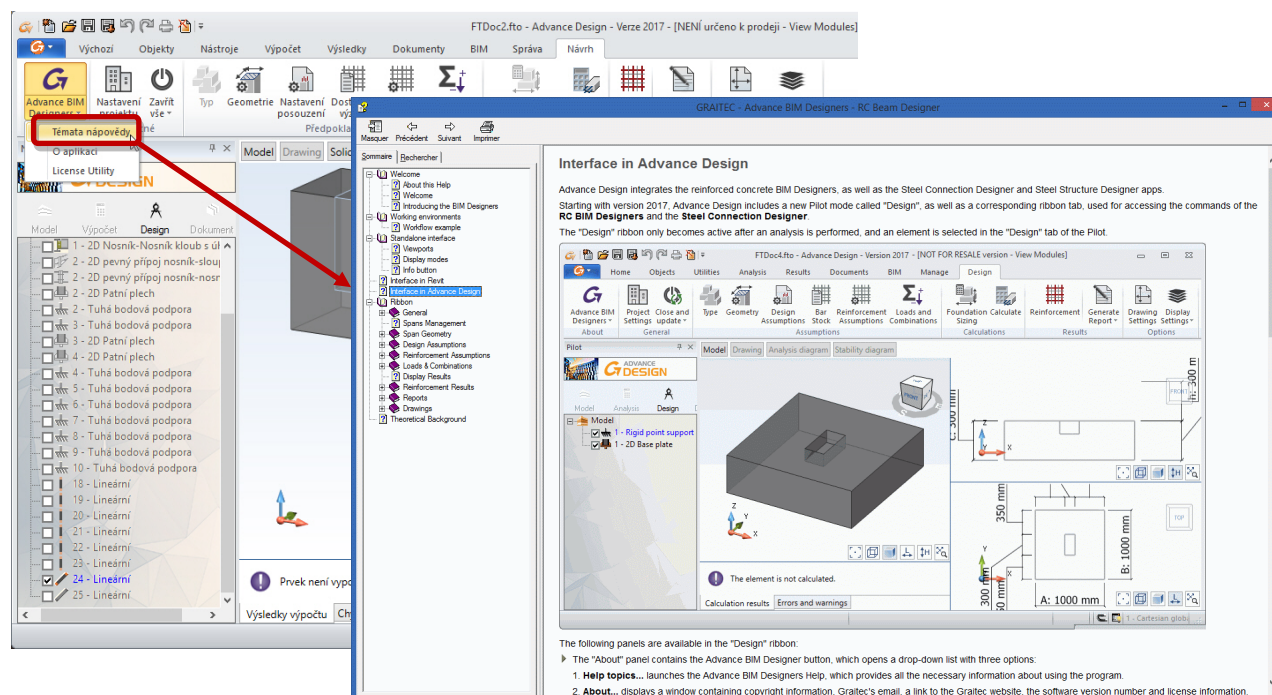 FTDoc2.fto - Advance Design - Verze 2017 - [NENÍ určeno k prodeji - View Modules]
Výchozí Objekty Nástroje Výpočet Výsledky Dokumenty BIM Správa Návrh
Advance BIM Designers
Nastavení projektu
Zavřít vše
Typ
Geometrie
Nastavení posouzení
Předpokla
Témata nápovědy
O aplikaci
License Utility
DESIGN
Model Drawing Solid
Model Výpočet Design Dokument
1 - 2D Nosník-Nosník kloub s úh
2 - 2D pevný přípoj nosník-sloup
2 - 2D pevný přípoj nosník-nosr
2 - 2D Patní plech
2 - Tuhá bodová podpora
3 - Tuhá bodová podpora
3 - 2D Patní plech
4 - 2D Patní plech
4 - Tuhá bodová podpora
5 - Tuhá bodová podpora
6 - Tuhá bodová podpora
7 - Tuhá bodová podpora
8 - Tuhá bodová podpora
9 - Tuhá bodová podpora
10 - Tuhá bodová podpora
18 - Lineární
19 - Lineární
20 - Lineární
21 - Lineární
22 - Lineární
23 - Lineární
24 - Lineární
25 - Lineární
Prvek není vypo
Výsledky výpočtu Ch
GRAITEC - Advance BIM Designers - RC Beam Designer
Masquer Précédent Suivant Imprimer
Sommaire Rechercher
Welcome
About this Help
Welcome
Introducing the BIM Designers
Working environments
Workflow example
Standalone interface
Viewports
Display modes
Info button
Interface in Revit
Interface in Advance Design
Ribbon
General
Spans Management
Span Geometry
Design Assumptions
Reinforcement Assumptions
Loads & Combinations
Display Results
Reinforcement Results
Reports
Drawings
Theoretical Background
Interface in Advance Design
Advance Design integrates the reinforced concrete BIM Designers, as well as the Steel Connection Designer and Steel Structure Designer apps.
Starting with version 2017, Advance Design includes a new Pilot mode called "Design", as well as a corresponding ribbon tab, used for accessing the commands of the
RC BIM Designers and the Steel Connection Designer.
The "Design" ribbon only becomes active after an analysis is performed, and an element is selected in the "Design" tab of the Pilot.
FTDoc4.fto - Advance Design - Version 2017 - [NOT FOR RESALE version - View Modules]
Home Objects Utilities Analysis Results Documents BIM Manage Design
Advance BIM Project Close and Type Geometry Design Bar Reinforcement Loads and Foundation Calculate Reinforcement Generate Drawing Display
Designers Settings update Assumptions Stock Assumptions Combinations Sizing Report Settings Settings
About General Assumptions Calculations Results Options
Pilot
Model Drawing Analysis diagram Stability diagram
ADVANCE
DESIGN
Model Analysis Design
Model
1 - Rigid point support
1 - 2D Base plate
FRONT
Z
Y
X
C: 300 mm
h: 300 m
FRONT
Z
X
350 mm
B: 1000 mm
TOP
Y
X
300 mm
A: 1000 mm
The element is not calculated.
Calculation results Errors and warnings
1 - Cartesian glob
The following panels are available in the "Design" ribbon:
The "About" panel contains the Advance BIM Designer button, which opens a drop-down list with three options:
1. Help topics... launches the Advance BIM Designers Help, which provides all the necessary information about using the program.
2. About... displays a window containing copyright information, Graitec's email, a link to the Graitec website, the software version number and license information.